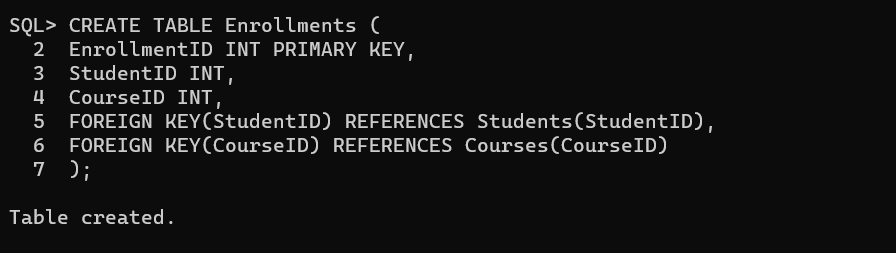 SQL> CREATE TABLE Enrollments (
  2  EnrollmentID INT PRIMARY KEY,
  3  StudentID INT,
  4  CourseID INT,
  5  FOREIGN KEY(StudentID) REFERENCES Students(StudentID),
  6  FOREIGN KEY(CourseID) REFERENCES Courses(CourseID)
  7  );
Table created.